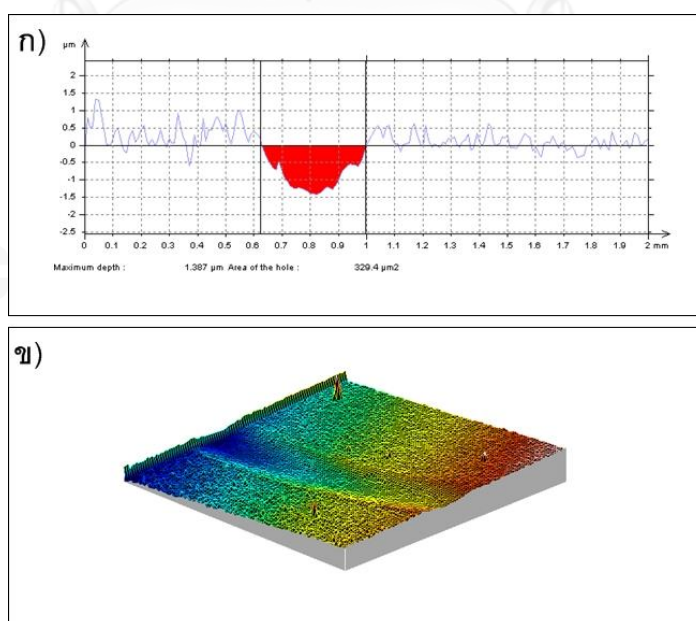 ก)
µm
2
1.5
1
0.5
0
-0.5
-1
-1.5
-2
-2.5
0 0.1 0.2 0.3 0.4 0.5 0.6 0.7 0.8 0.9 1 1.1 1.2 1.3 1.4 1.5 1.6 1.7 1.8 1.9 2 mm
Maximum depth : 1.387 µm Area of the hole : 329.4 µm2
ข)